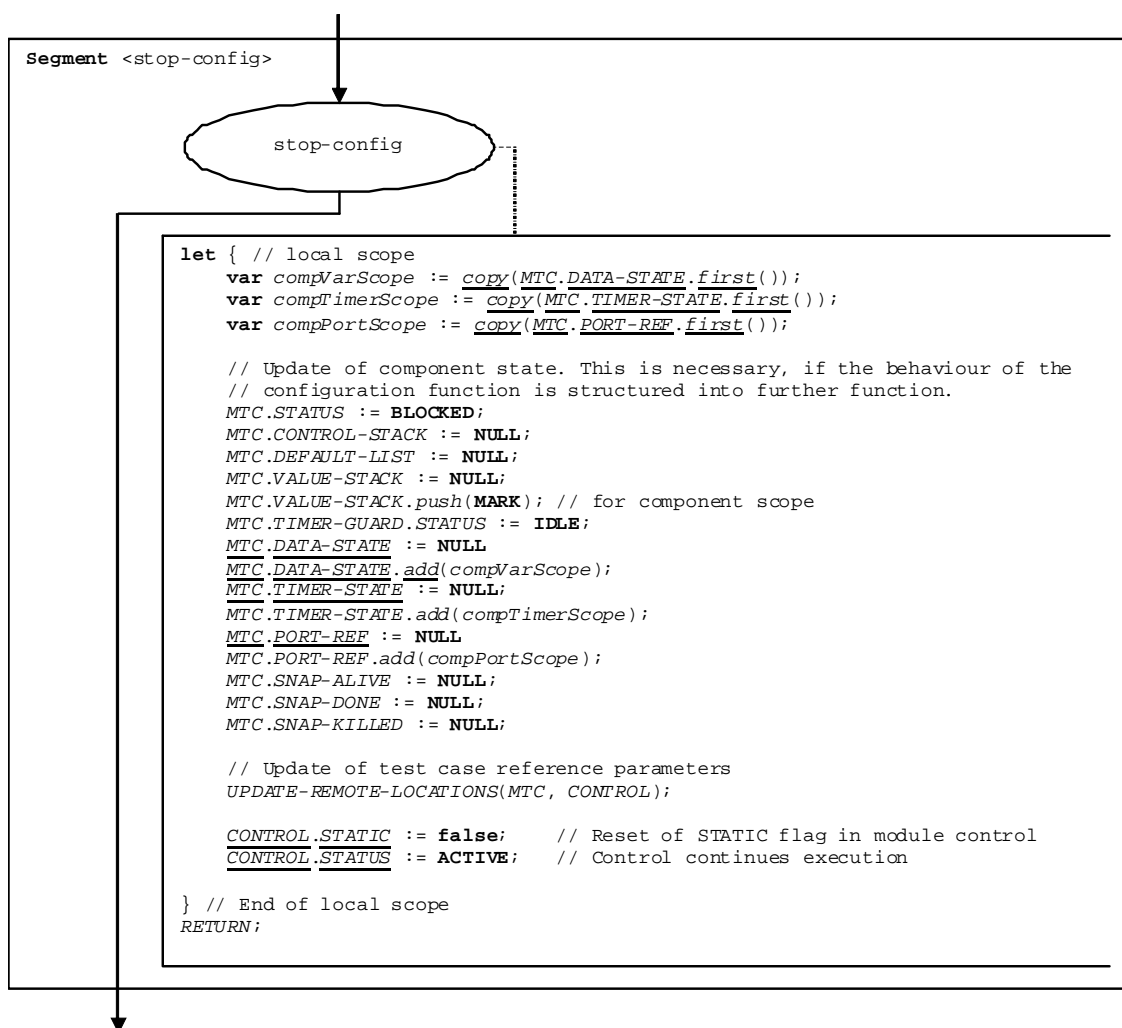 Segment <stop-config>
stop-config
let { // local scope
var compVarScope := copy(MTC.DATA-STATE.first());
var compTimerScope := copy(MTC.TIMER-STATE.first());
var compPortScope := copy(MTC.PORT-REF.first());
// Update of component state. This is necessary, if the behaviour of the
// configuration function is structured into further function.
MTC.STATUS := BLOCKED;
MTC.CONTROL-STACK := NULL;
MTC.DEFAULT-LIST := NULL;
MTC.VALUE-STACK := NULL;
MTC.VALUE-STACK.push(MARK); // for component scope
MTC.TIMER-GUARD.STATUS := IDLE;
MTC.DATA-STATE := NULL
MTC.DATA-STATE.add(compVarScope);
MTC.TIMER-STATE := NULL;
MTC.TIMER-STATE.add(compTimerScope);
MTC.PORT-REF := NULL
MTC.PORT-REF.add(compPortScope);
MTC.SNAP-ALIVE := NULL;
MTC.SNAP-DONE := NULL;
MTC.SNAP-KILLED := NULL;
// Update of test case reference parameters
UPDATE-REMOTE-LOCATIONS(MTC, CONTROL);
CONTROL.STATIC := false; // Reset of STATIC flag in module control
CONTROL.STATUS := ACTIVE; // Control continues execution
} // End of local scope
RETURN;